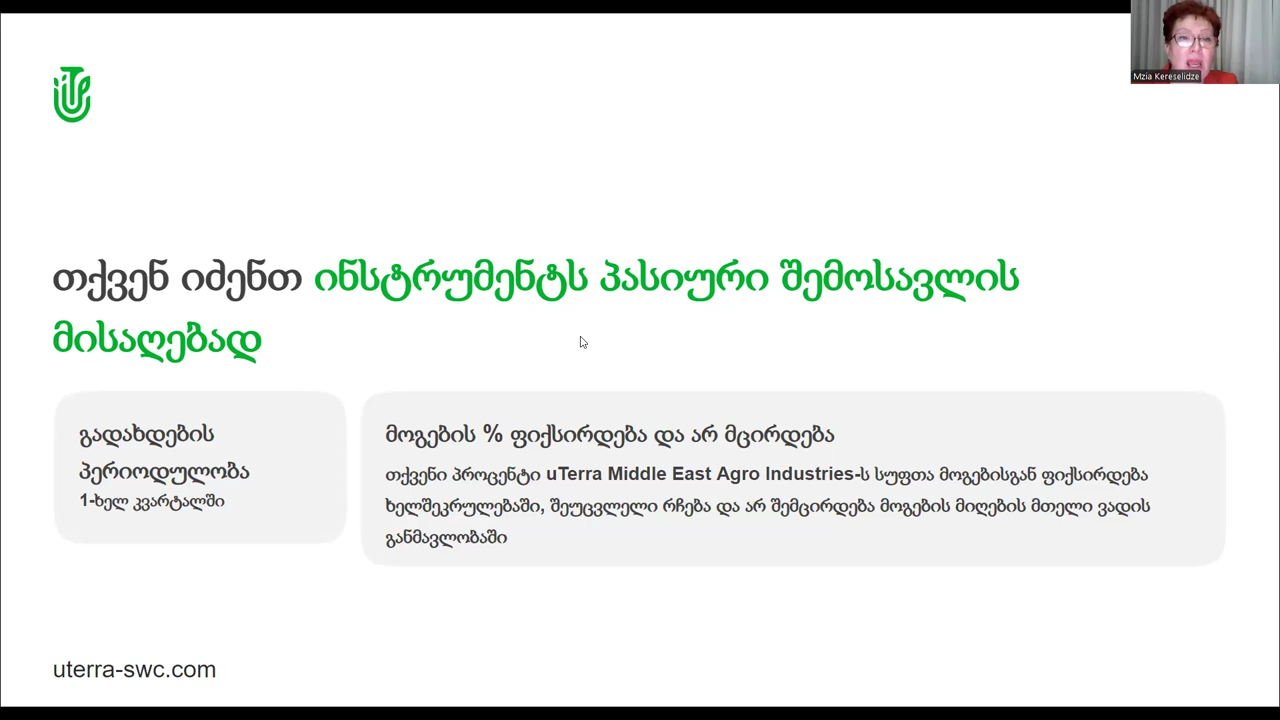 Mzia Kereselidze
თქვენ იძენთ ინსტრუმენტს პასიური შემოსავლის
მისაღებად
გადახდების
პერიოდულობა
1-ხელ კვარტალში
მოგების % ფიქსირდება და არ მცირდება
თქვენი პროცენტი uTerra Middle East Agro Industries-ს სუფთა მოგებისგან ფიქსირდება
ხელშეკრულებაში, შეუცვლელი რჩება და არ შემცირდება მოგების მიღების მთელი ვადის
განმავლობაში
uterra-swc.com